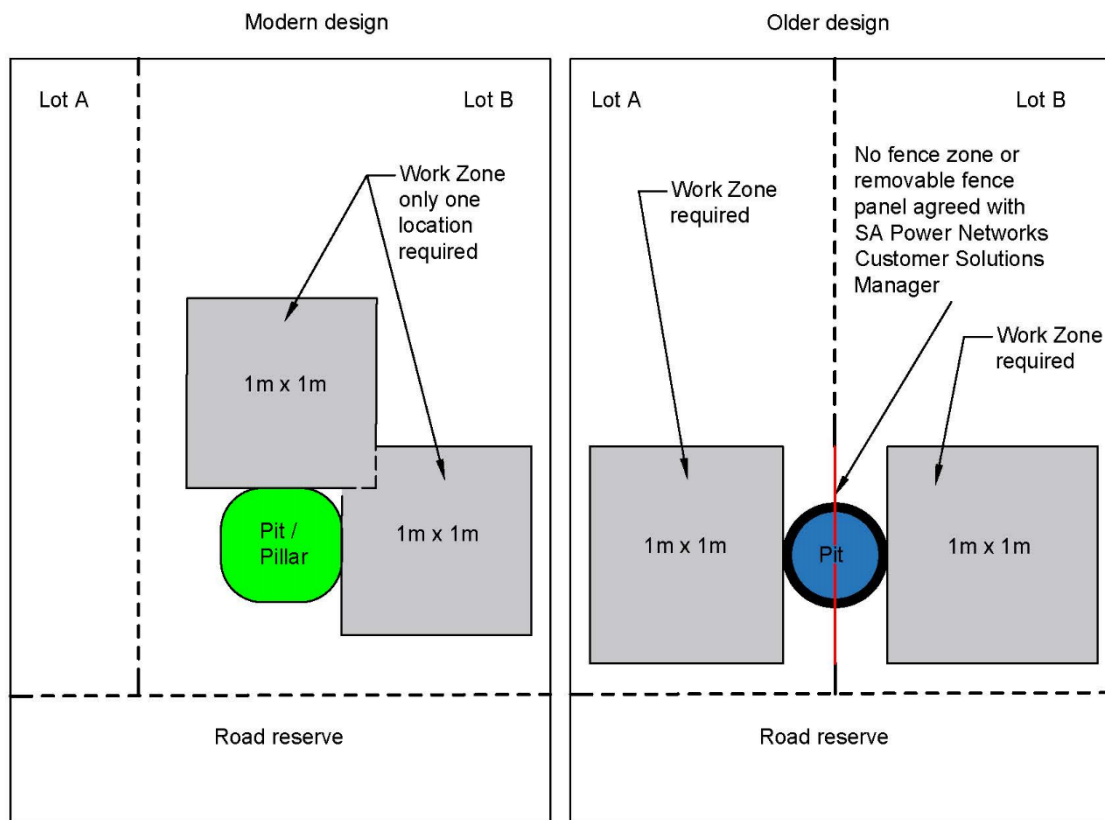 Modern design
Lot A
Lot B
Work Zone
only one
location
required
1m x 1m
1m x 1m
Pit /
Pillar
Road reserve
Older design
Lot A
Lot B
Work Zone
required
No fence zone or
removable fence
panel agreed with
SA Power Networks
Customer Solutions
Manager
Work Zone
required
1m x 1m
Pit
1m x 1m
Road reserve